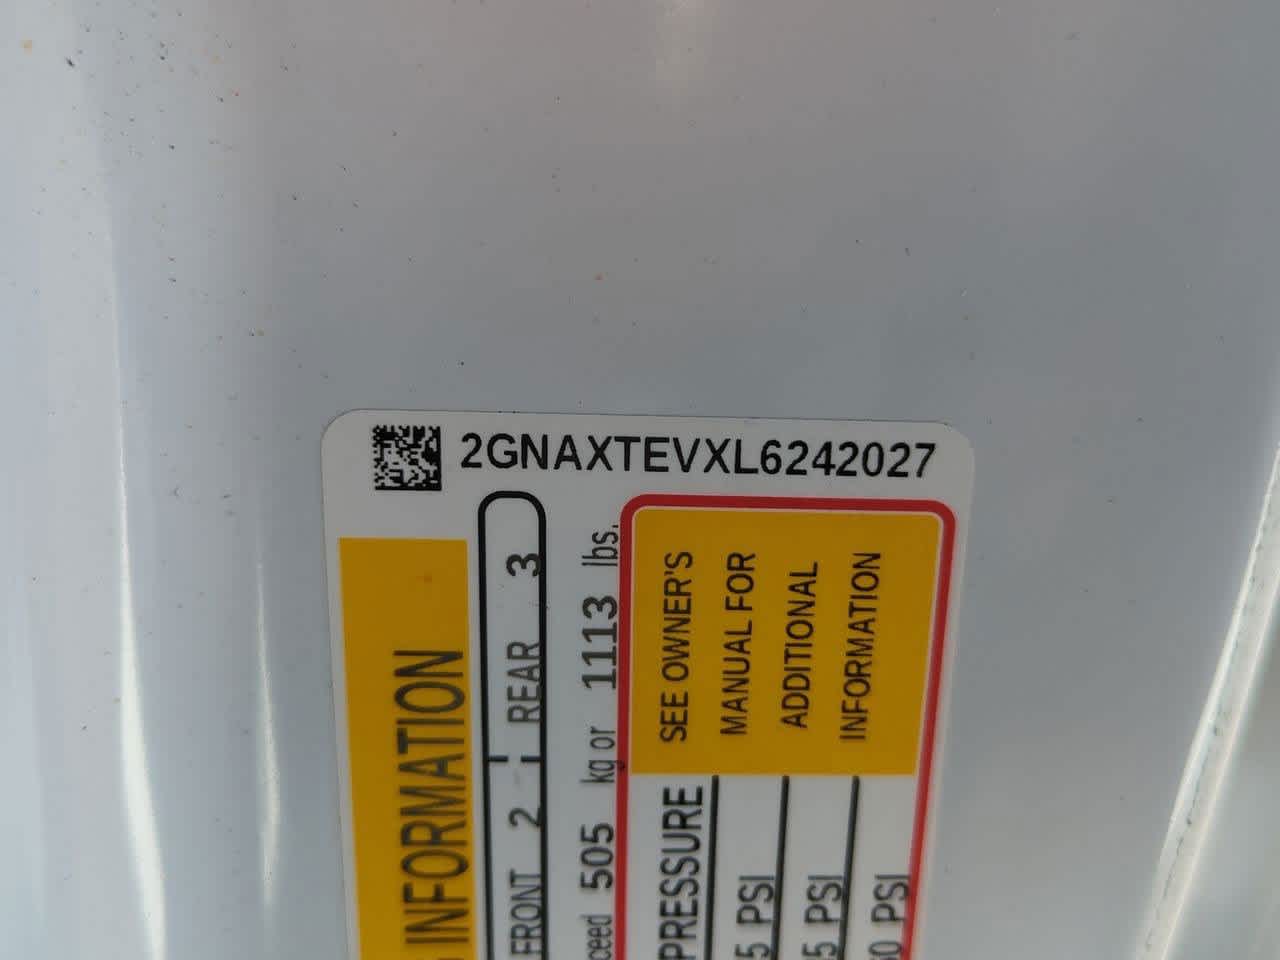 2GNAXTEVXL6242027
INFORMATION
FRONT 2 REAR 3
505 kg or 1113 lbs.
PRESSURE
SEE OWNER'S
MANUAL FOR
ADDITIONAL
INFORMATION
PSI
PSI
PSI